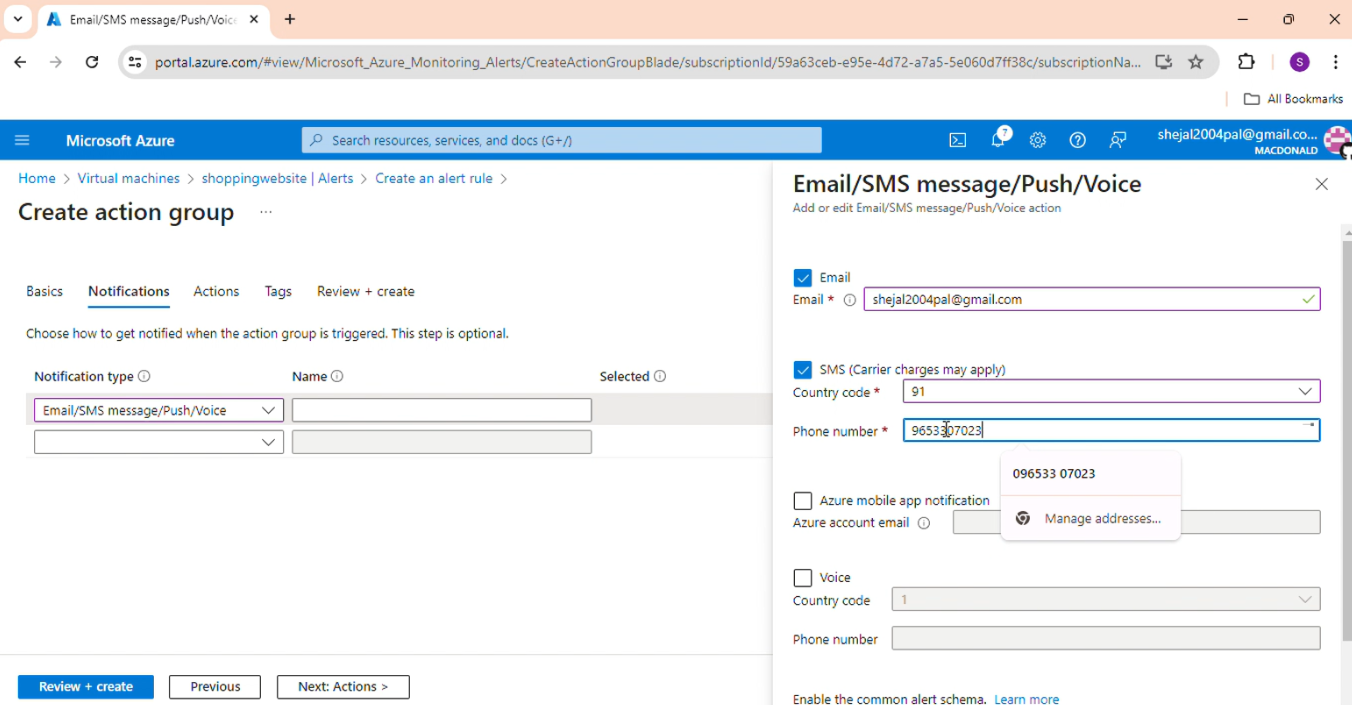 Email/SMS message/Push/Voice
portal.azure.com/#view/Microsoft_Azure_Monitoring_Alerts/CreateActionGroupBlade/subscriptionId/59a63ceb-e95e-4d72-a7a5-5e060d7ff38c/subscriptionNa...
S
All Bookmarks
Microsoft Azure
Search resources, services, and docs (G+/)
7
shejal2004pal@gmail.co...
MACDONALD
Home > Virtual machines > shoppingwebsite | Alerts > Create an alert rule >
Create action group ...
Basics Notifications Actions Tags Review + create
Choose how to get notified when the action group is triggered. This step is optional.
Notification type Name Selected
Email/SMS message/Push/Voice
Review + create Previous Next: Actions >
Email/SMS message/Push/Voice
Add or edit Email/SMS message/Push/Voice action
Email
Email * shejal2004pal@gmail.com
SMS (Carrier charges may apply)
Country code * 91
Phone number * 9653307023
096533 07023
Manage addresses...
Azure mobile app notification
Azure account email
Voice
Country code 1
Phone number
Enable the common alert schema. Learn more